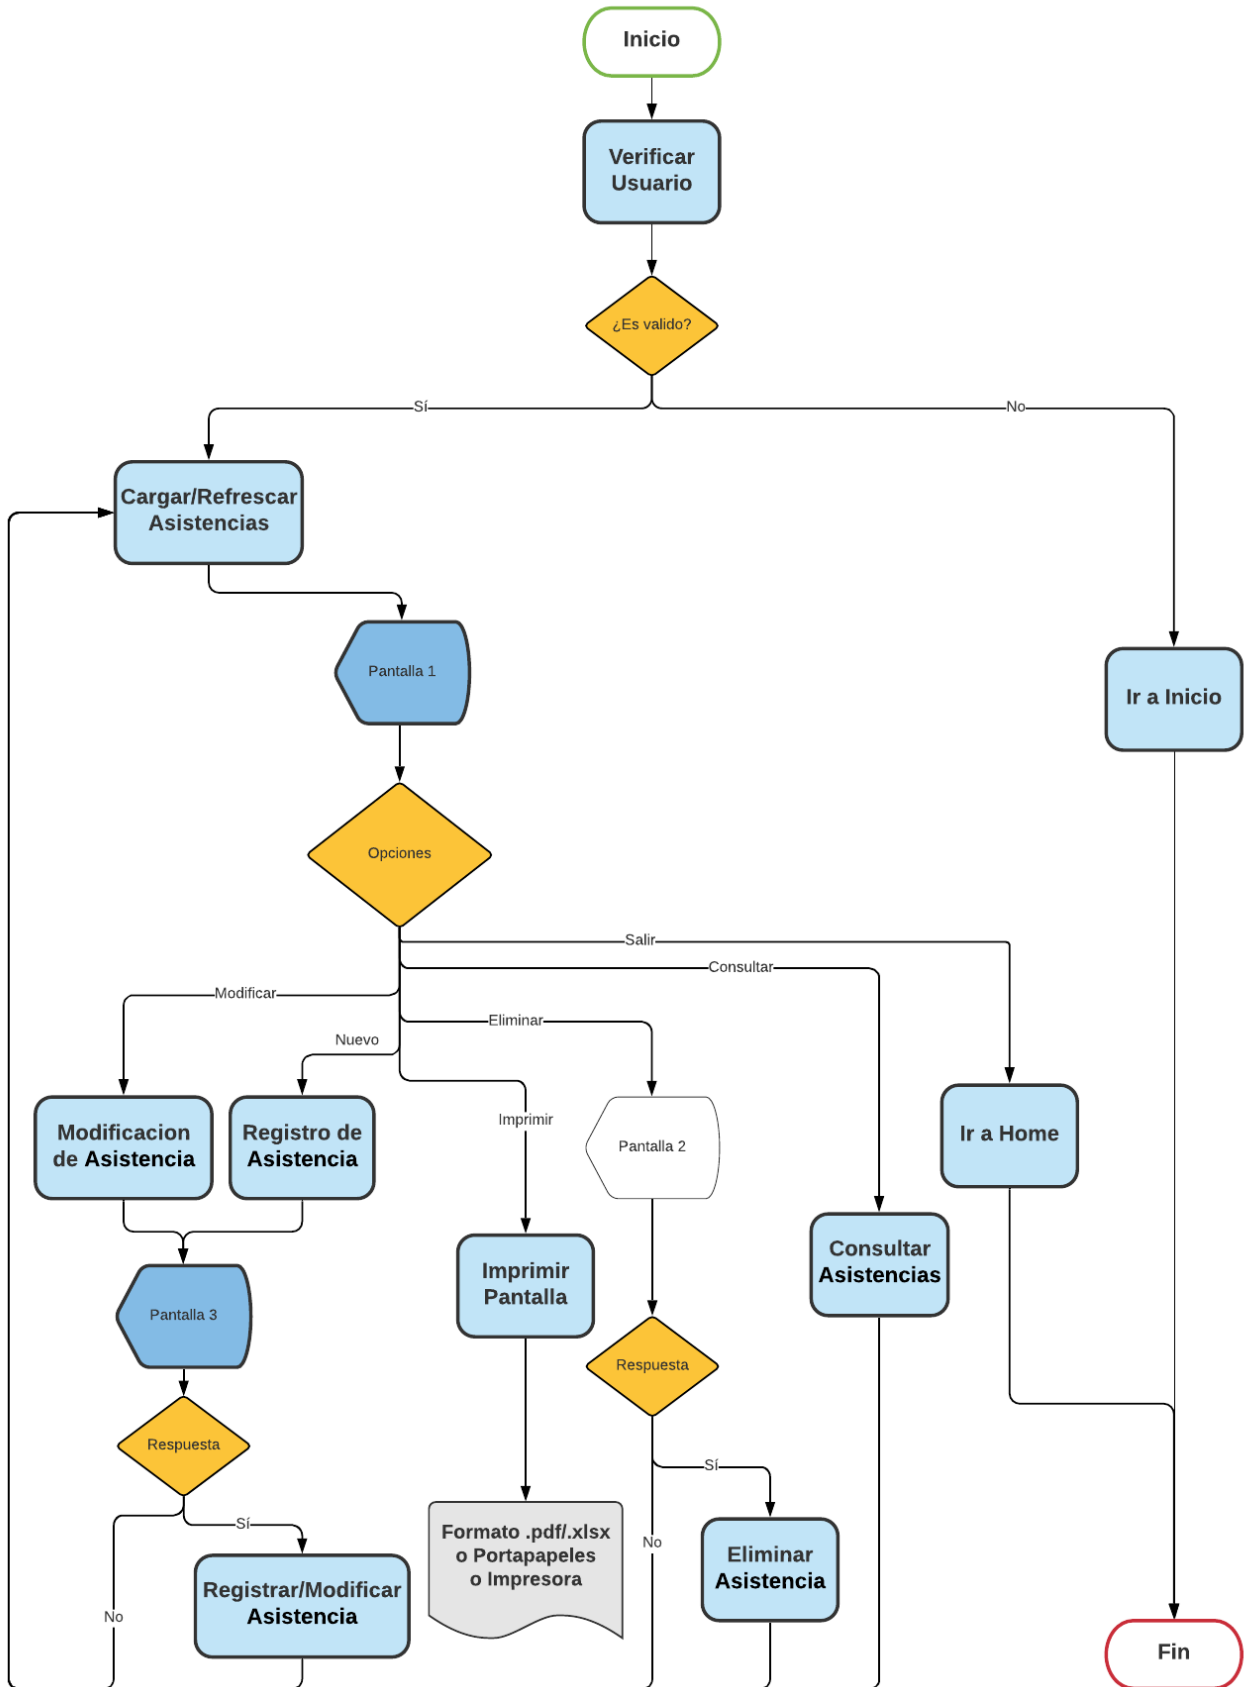 Inicio
Verificar
Usuario
¿Es valido?
Sí
No
Cargar/Refrescar
Asistencias
Pantalla 1
Ir a Inicio
Opciones
Salir
Consultar
Modificar
Eliminar
Nuevo
Imprimir
Modificacion
de Asistencia
Registro de
Asistencia
Pantalla 2
Ir a Home
Consultar
Asistencias
Imprimir
Pantalla
Pantalla 3
Respuesta
Respuesta
Sí
Sí
No
No
Formato .pdf/.xlsx
o Portapapeles
o Impresora
Eliminar
Asistencia
Registrar/Modificar
Asistencia
Fin